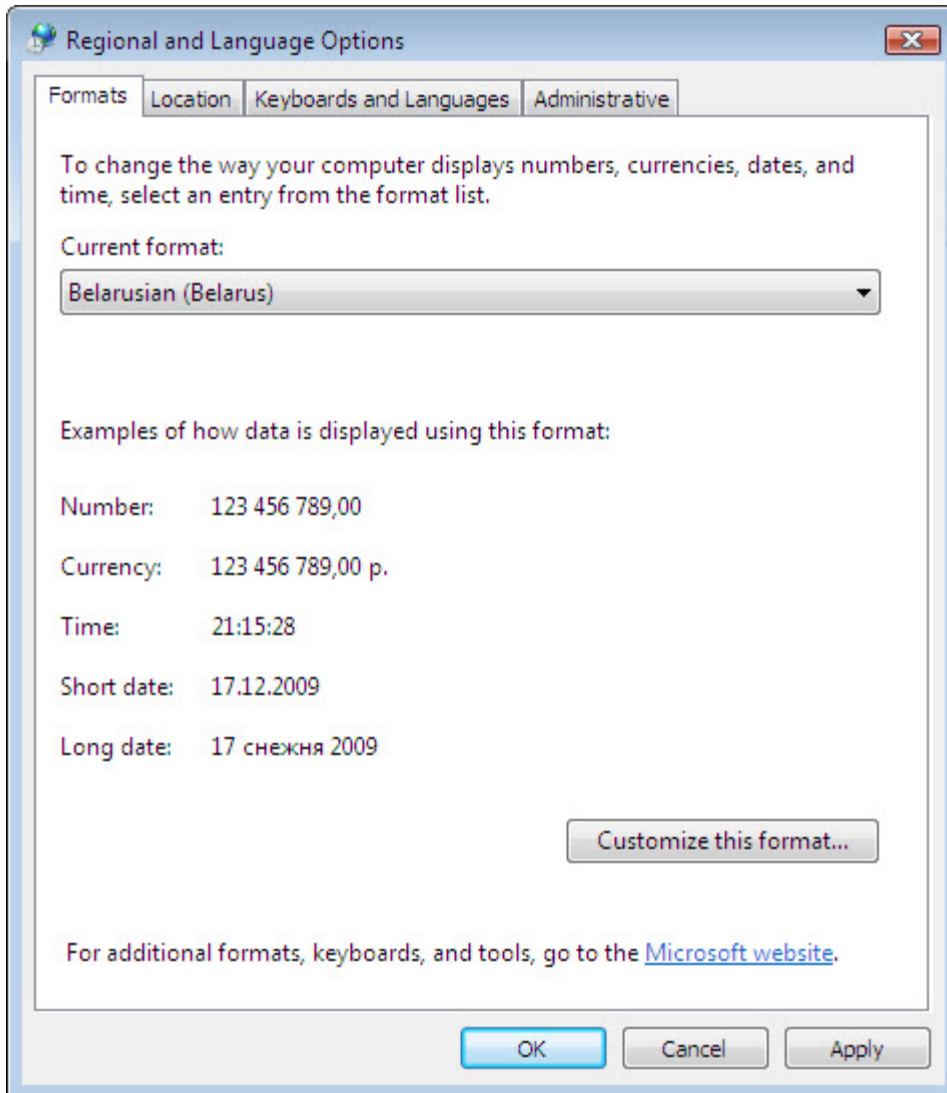 Regional and Language Options
Formats Location Keyboards and Languages Administrative
To change the way your computer displays numbers, currencies, dates, and
time, select an entry from the format list.
Current format:
Belarusian (Belarus)
Examples of how data is displayed using this format:
Number: 123 456 789,00
Currency: 123 456 789,00 р.
Time: 21:15:28
Short date: 17.12.2009
Long date: 17 снежня 2009
Customize this format...
For additional formats, keyboards, and tools, go to the Microsoft website.
OK Cancel Apply